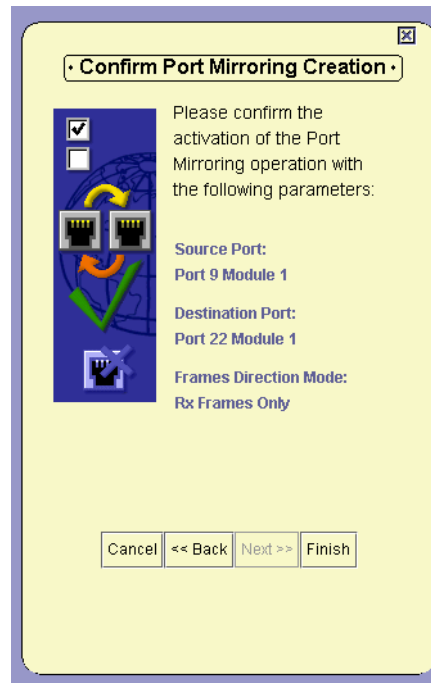 · Confirm Port Mirroring Creation ·
Please confirm the
activation of the Port
Mirroring operation with
the following parameters:
Source Port:
Port 9 Module 1
Destination Port:
Port 22 Module 1
Frames Direction Mode:
Rx Frames Only
Cancel << Back Next >> Finish